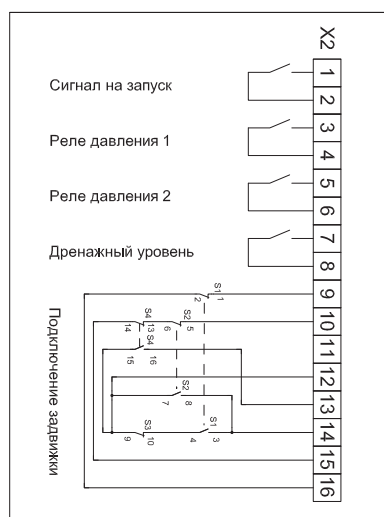 X2
1
Сигнал на запуск
2
3
Реле давления 1
4
5
Реле давления 2
6
7
Дренажный уровень
8
S1
2 1
9
S4 S2
14 13 6 5
10
S4
15 16
11
12
S2
7 8
13
S3 S1
9 10 4 3
14
15
16
Подключение задвижки